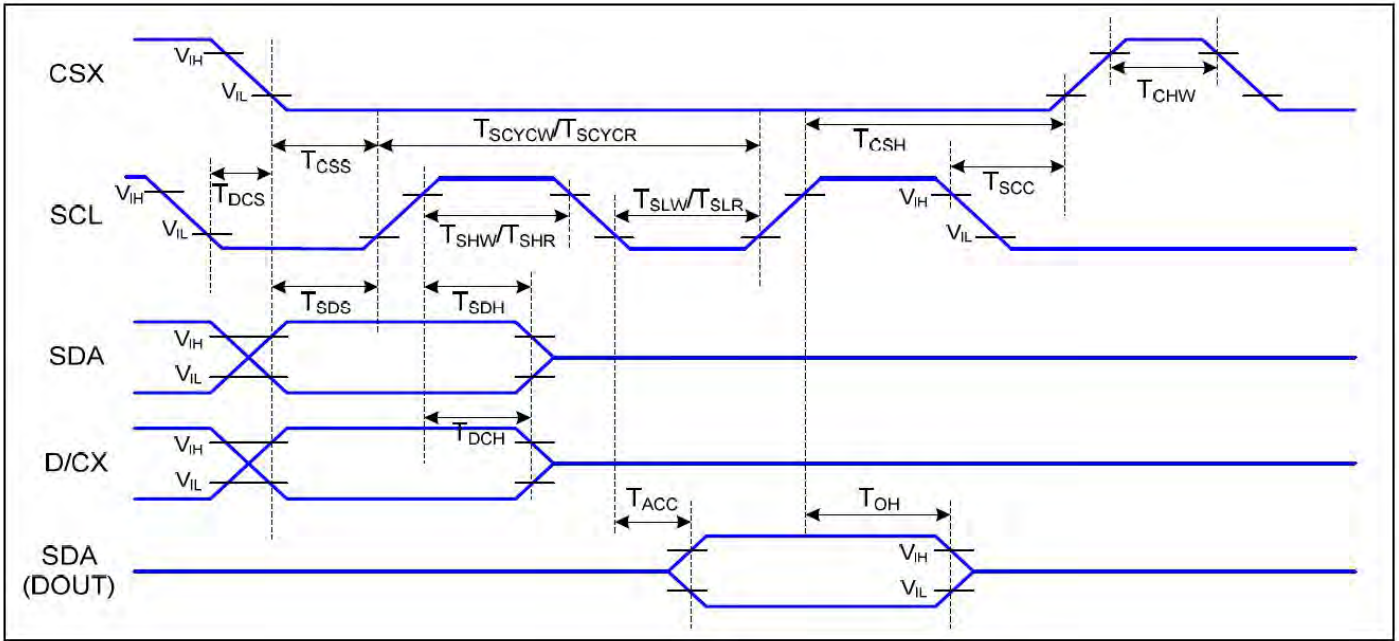 CSX
VIH
VIL
TCHW
TSCYCW/TSCYCR
TCSS
TCSH
TDCS
TSCC
SCL
VIH
VIL
TSHW/TSHR
TSLW/TSLR
VIH
VIL
TSDS
TSDH
SDA
VIH
VIL
TDCH
D/CX
VIH
VIL
TACC
TOH
SDA
(DOUT)
VIH
VIL